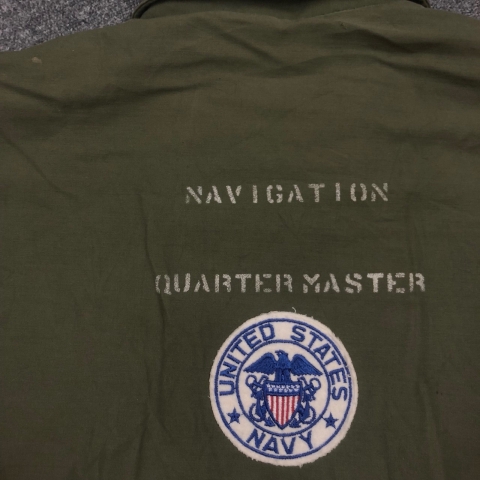 NAVIGATION
QUARTER MASTER
UNITED STATES
NAVY